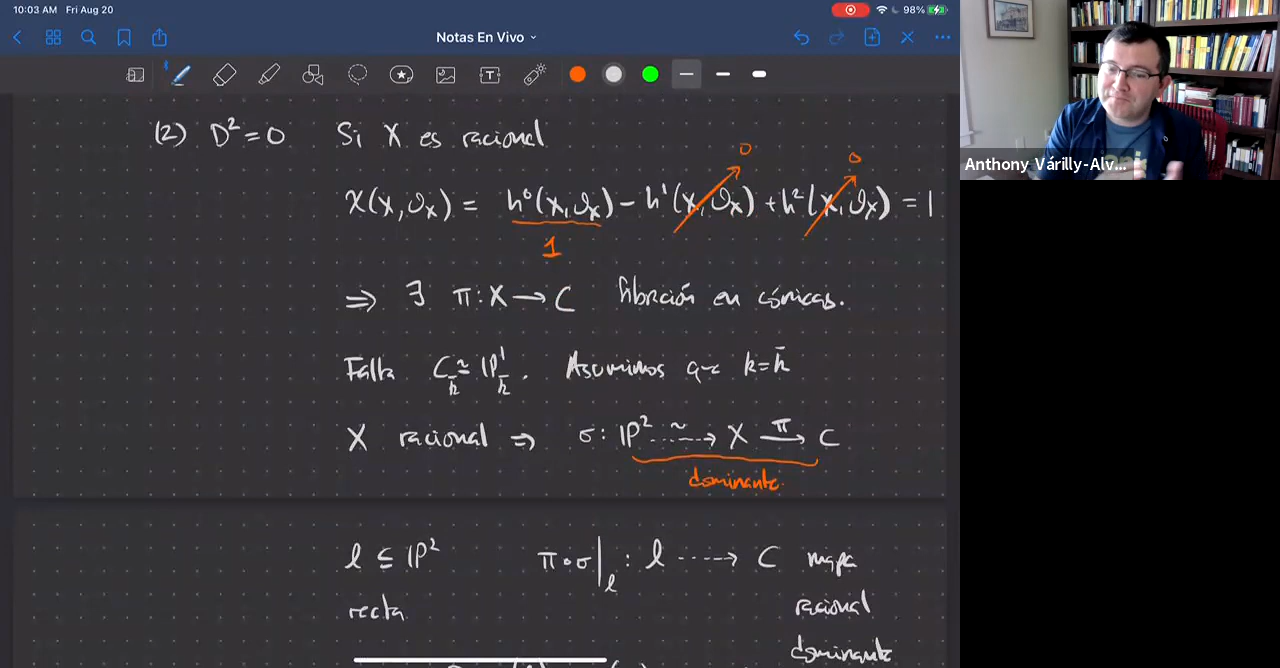 10:03 AM Fri Aug 20
98%
Notas En Vivo
Anthony Várilly-Alv...
(2) D² = 0 Si X es racional
χ(X, 𝒪_X) = h⁰(X, 𝒪_X) - h¹(X, 𝒪_X) + h²(X, 𝒪_X) = 1
0 0
1
⇒ ∃ π: X → C fibración en cónicas.
Falta C_k̄ ≃ ℙ¹_k̄. Asumimos que k = k̄
X racional ⇒ σ: ℙ² ⇢ X → C
~ π
dominante.
ℓ ⊆ ℙ² π∘σ|_ℓ : ℓ ⇢ C mapa
recta racional
dominante